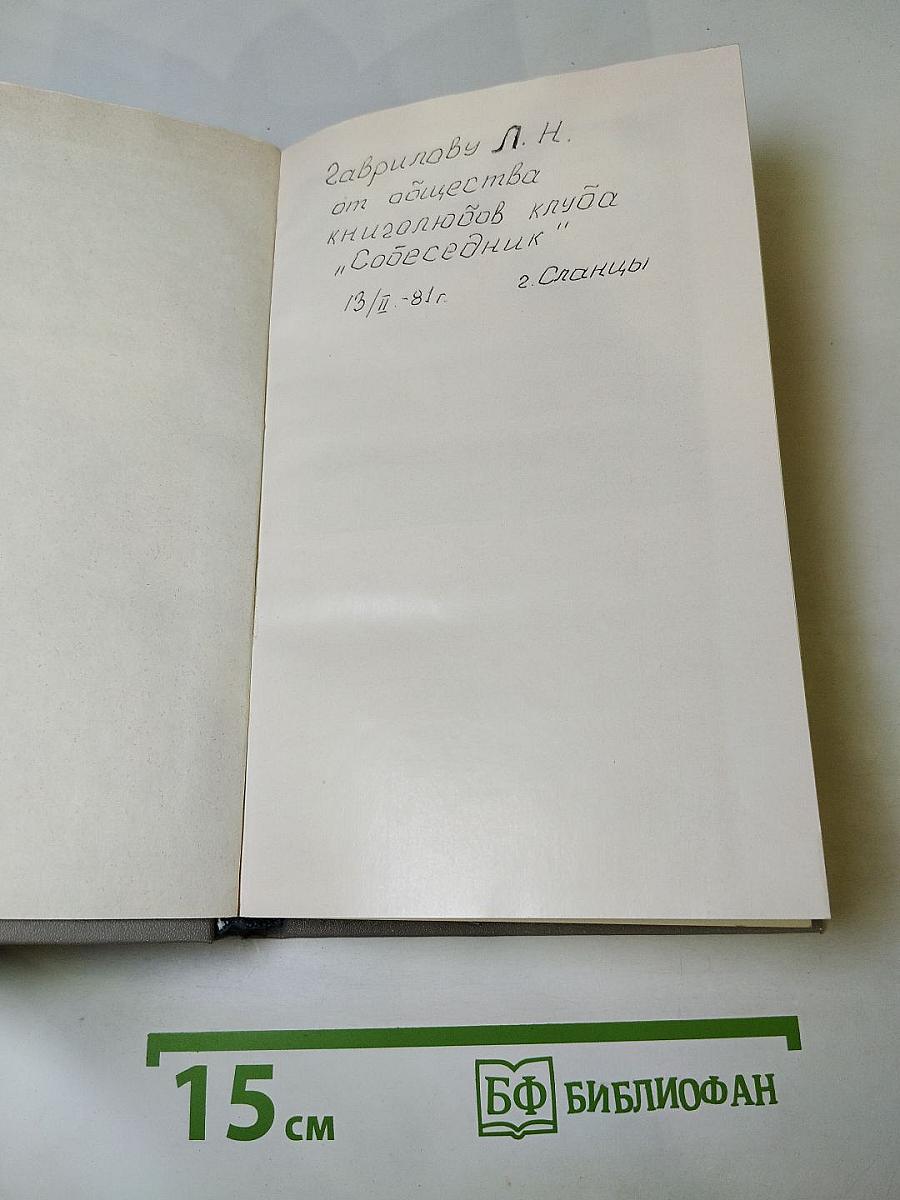 Гаврилову Л. Н.
от общества
книголюбов клуба
„Собеседник"
13/II.-81г. г. Сланцы
15 см
БФ БИБЛИОФАН